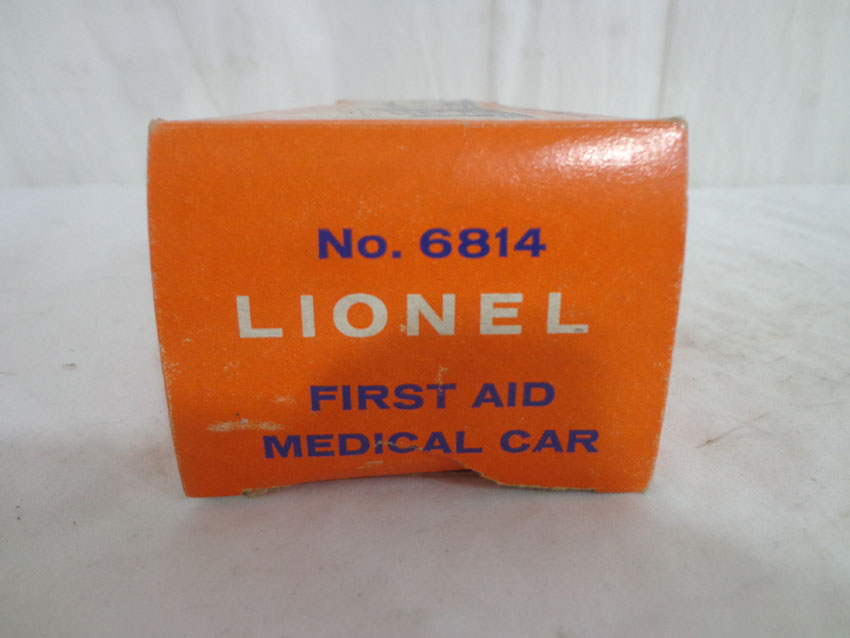 No. 6814
LIONEL
FIRST AID
MEDICAL CAR